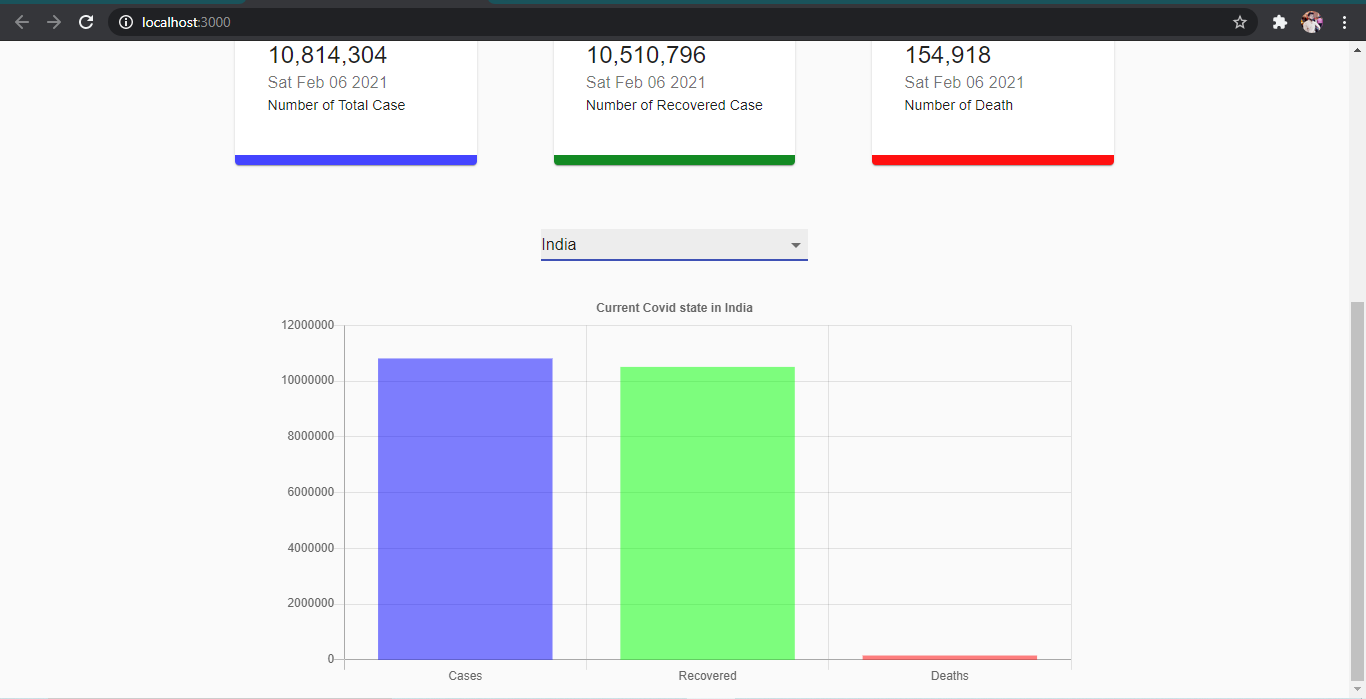 localhost:3000
10,814,304
Sat Feb 06 2021
Number of Total Case
10,510,796
Sat Feb 06 2021
Number of Recovered Case
154,918
Sat Feb 06 2021
Number of Death
India
Current Covid state in India
12000000
10000000
8000000
6000000
4000000
2000000
0
Cases
Recovered
Deaths